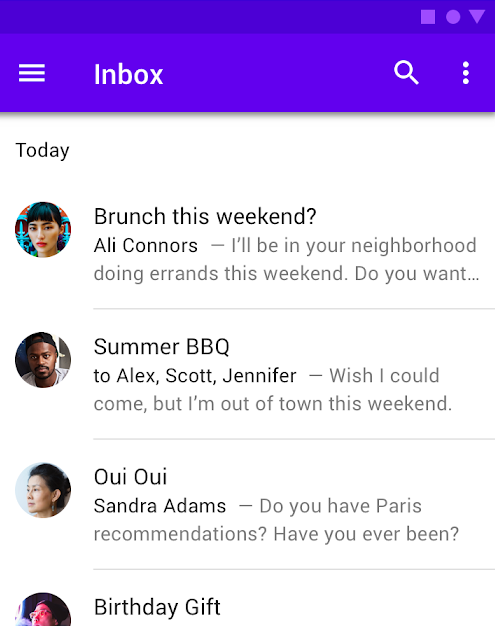 Inbox
Today
Brunch this weekend?
Ali Connors — I’ll be in your neighborhood
doing errands this weekend. Do you want…
Summer BBQ
to Alex, Scott, Jennifer — Wish I could
come, but I’m out of town this weekend.
Oui Oui
Sandra Adams — Do you have Paris
recommendations? Have you ever been?
Birthday Gift